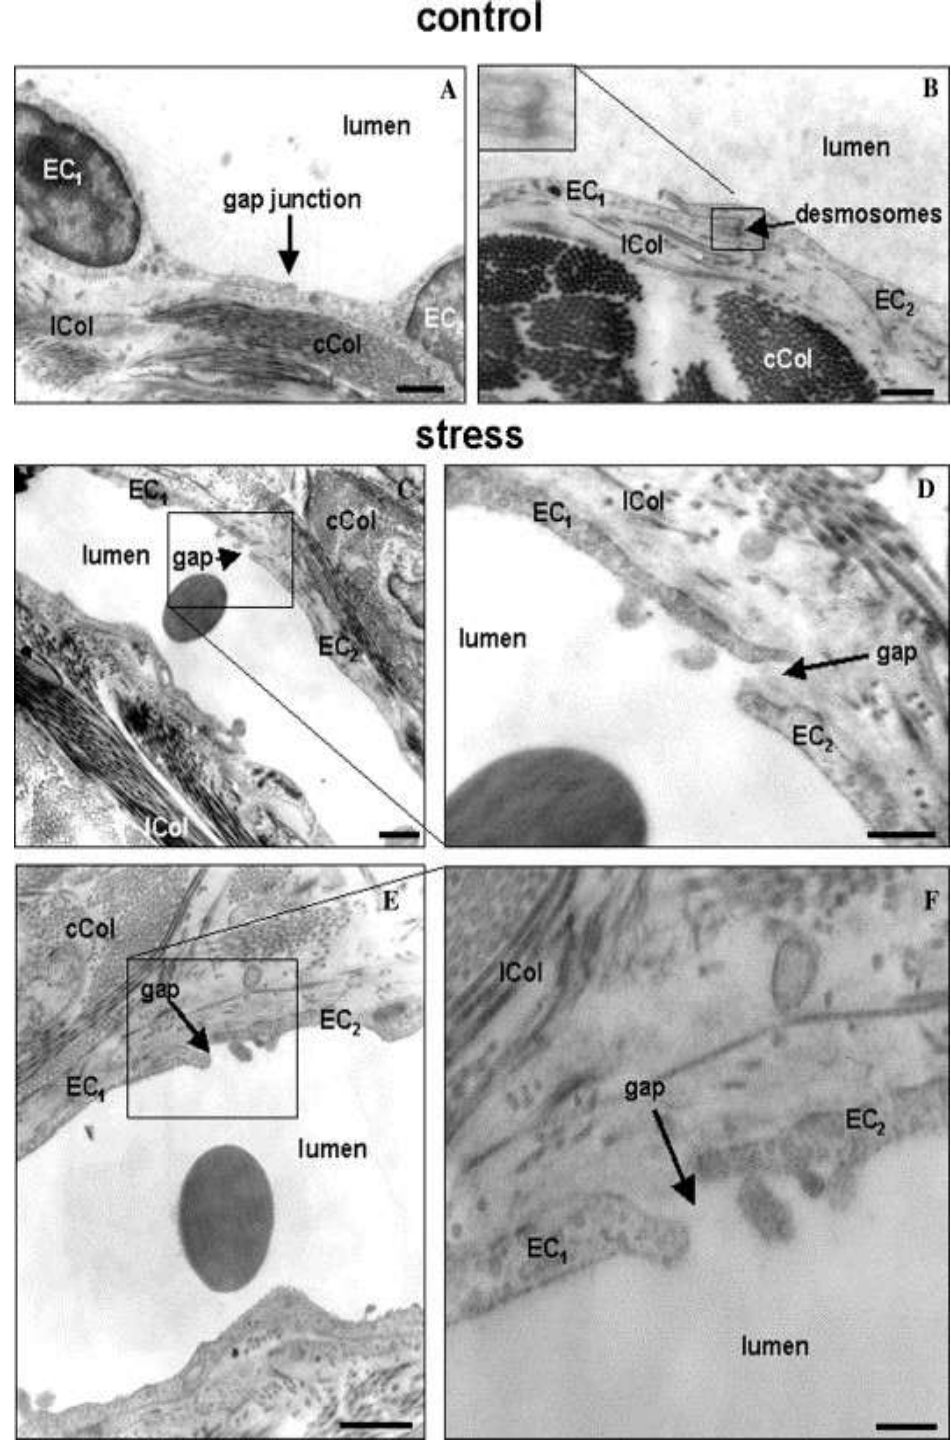 control
A
lumen
EC1
gap junction
lCol
cCol
EC
B
lumen
EC1
desmosomes
lCol
EC2
cCol
stress
C
EC1
cCol
lumen
gap
EC2
lCol
D
lCol
EC1
lumen
gap
EC2
E
cCol
gap
EC2
EC1
lumen
F
lCol
gap
EC2
EC1
lumen